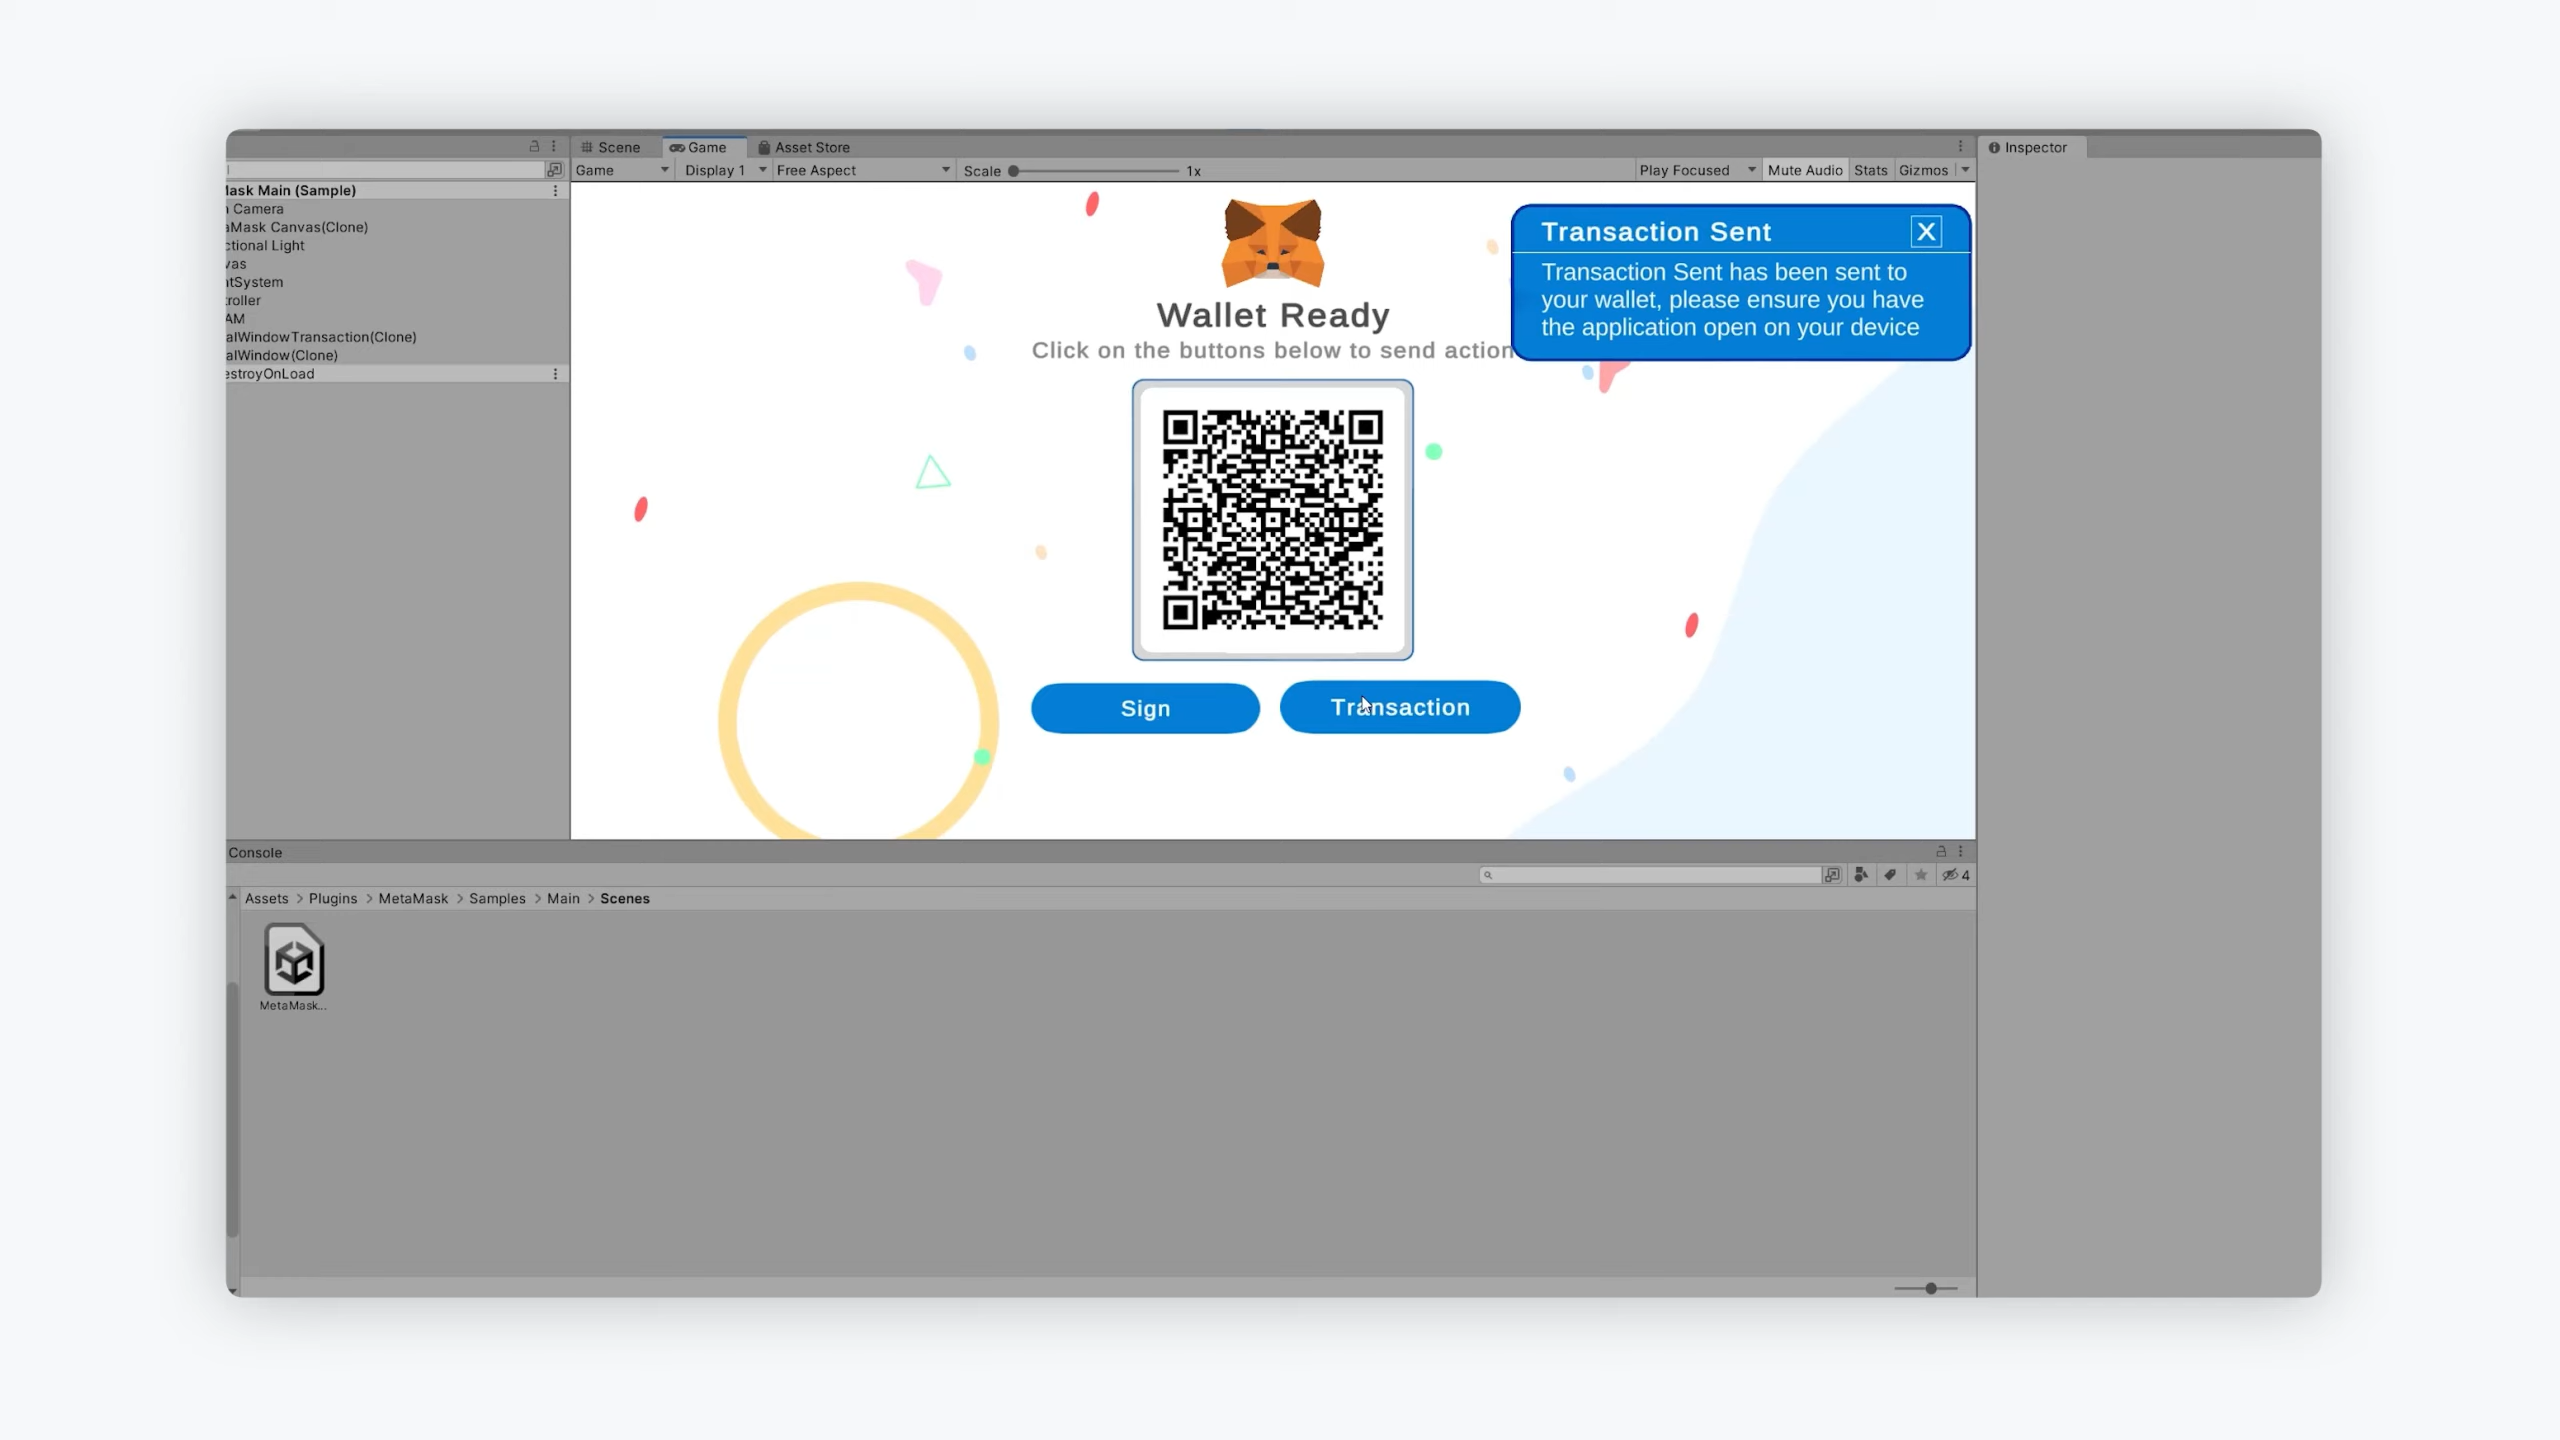 Scene
Game
Asset Store
Inspector
Game
Display 1
Free Aspect
Scale
1x
Play Focused
Mute Audio
Stats
Gizmos
Mask Main (Sample)
Camera
aMask Canvas(Clone)
ctional Light
vas
ntSystem
troller
AM
alWindowTransaction(Clone)
alWindow(Clone)
estroyOnLoad
Wallet Ready
Click on the buttons below to send action
Transaction Sent
X
Transaction Sent has been sent to
your wallet, please ensure you have
the application open on your device
Sign
Transaction
Console
4
Assets > Plugins > MetaMask > Samples > Main > Scenes
MetaMask...